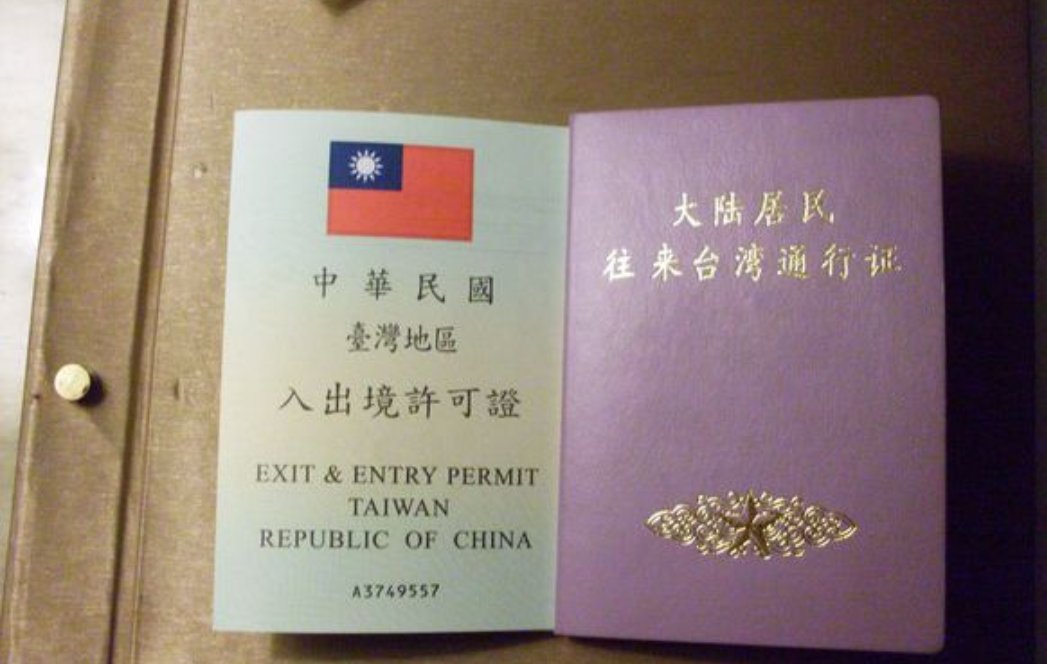 中華民國
臺灣地區
入出境許可證
EXIT & ENTRY PERMIT
TAIWAN
REPUBLIC OF CHINA
A3749557
大陆居民
往来台湾通行证